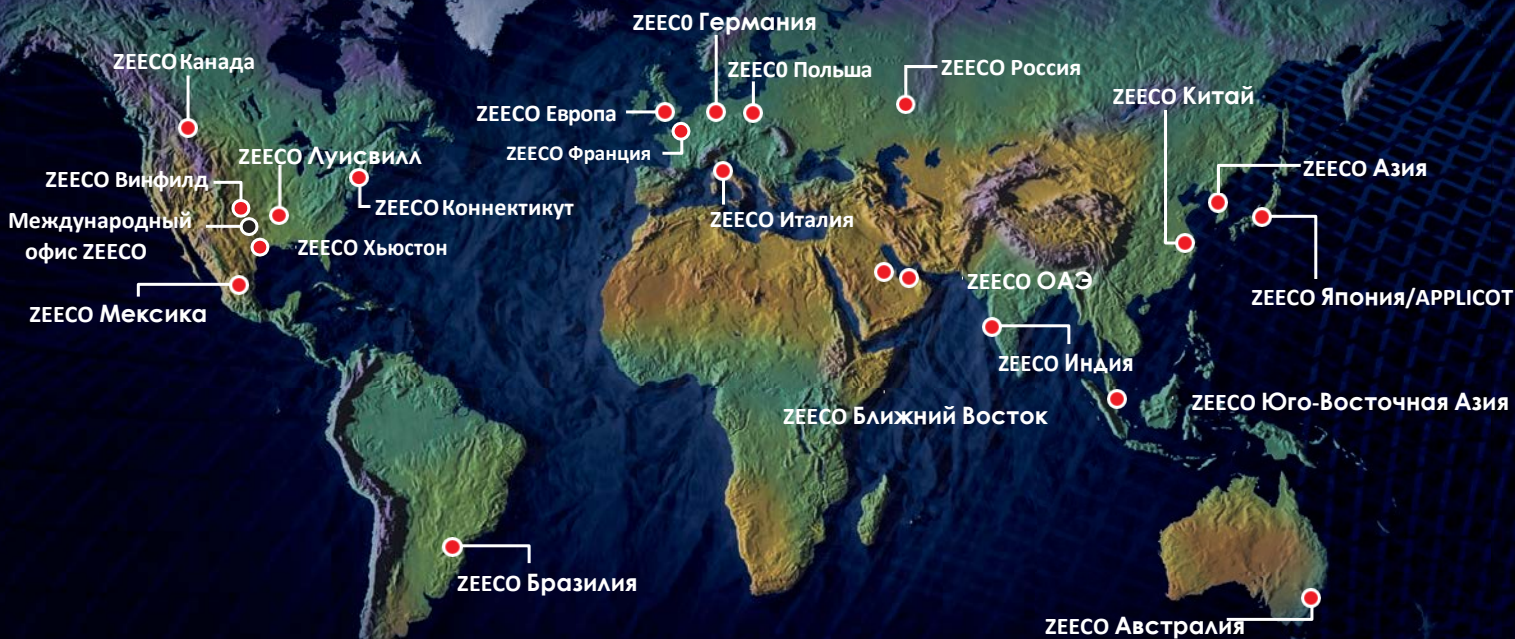 ZEEC0 Германия
ZEECO Канада
ZEEC0 Польша
ZEECO Россия
ZEECO Китай
ZEECO Европа
ZEECO Франция
ZEECO Луисвилл
ZEECO Азия
ZEECO Винфилд
ZEECO Коннектикут
Международный
офис ZEECO
ZEECO Италия
ZEECO Хьюстон
ZEECO ОАЭ
ZEECO Япония/APPLICOT
ZEECO Мексика
ZEECO Индия
ZEECO Ближний Восток
ZEECO Юго-Восточная Азия
ZEECO Бразилия
ZEECO Австралия